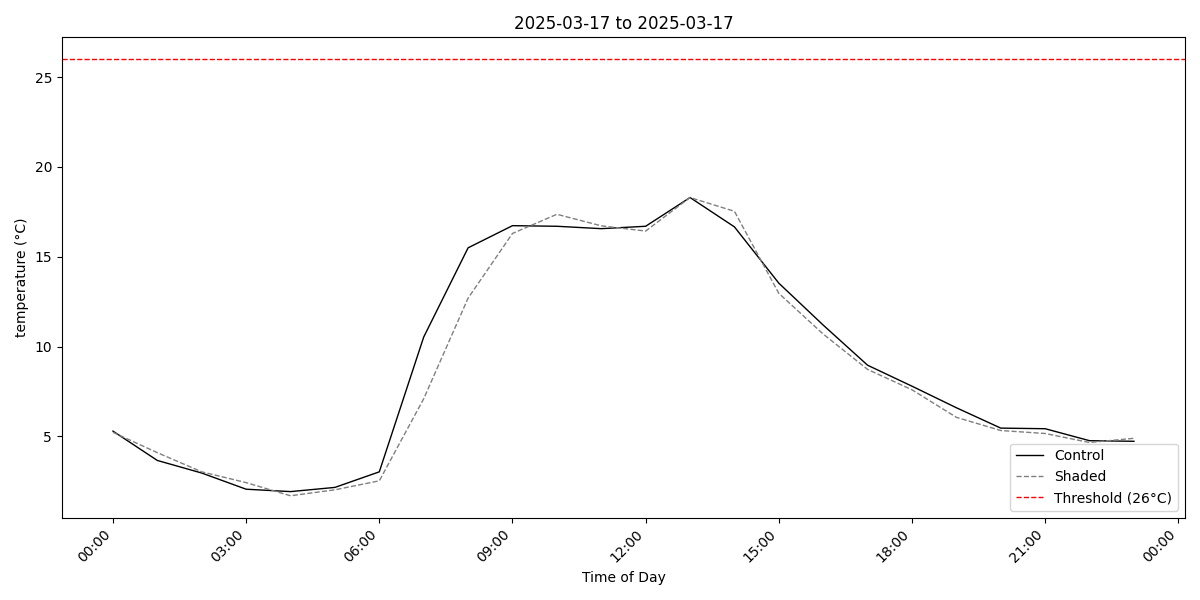 2025-03-17 to 2025-03-17
temperature (°C)
25
20
15
10
5
00:00
03:00
06:00
09:00
12:00
15:00
18:00
21:00
00:00
Time of Day
Control
Shaded
Threshold (26°C)